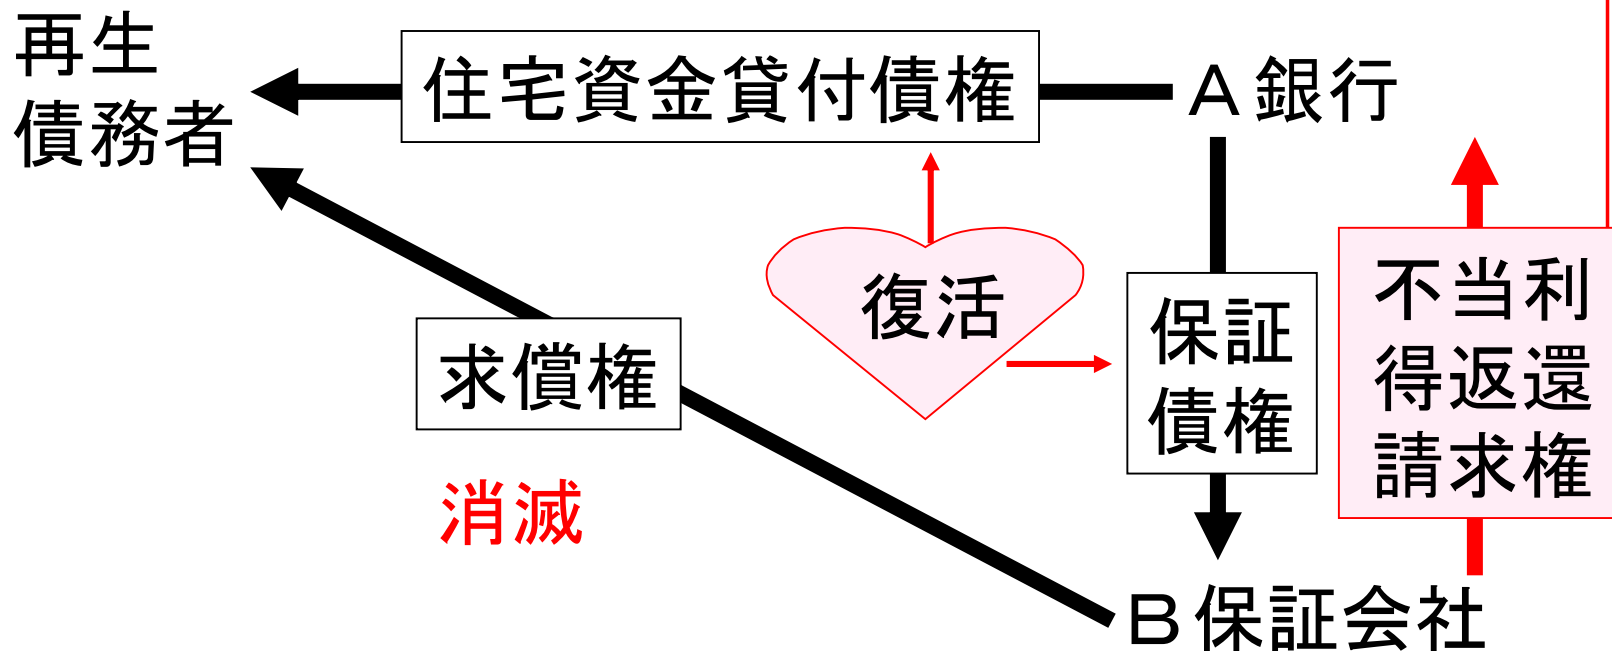 再生
債務者
住宅資金貸付債権
Ａ銀行
復活
保証
債権
不当利
得返還
請求権
求償権
消滅
Ｂ保証会社